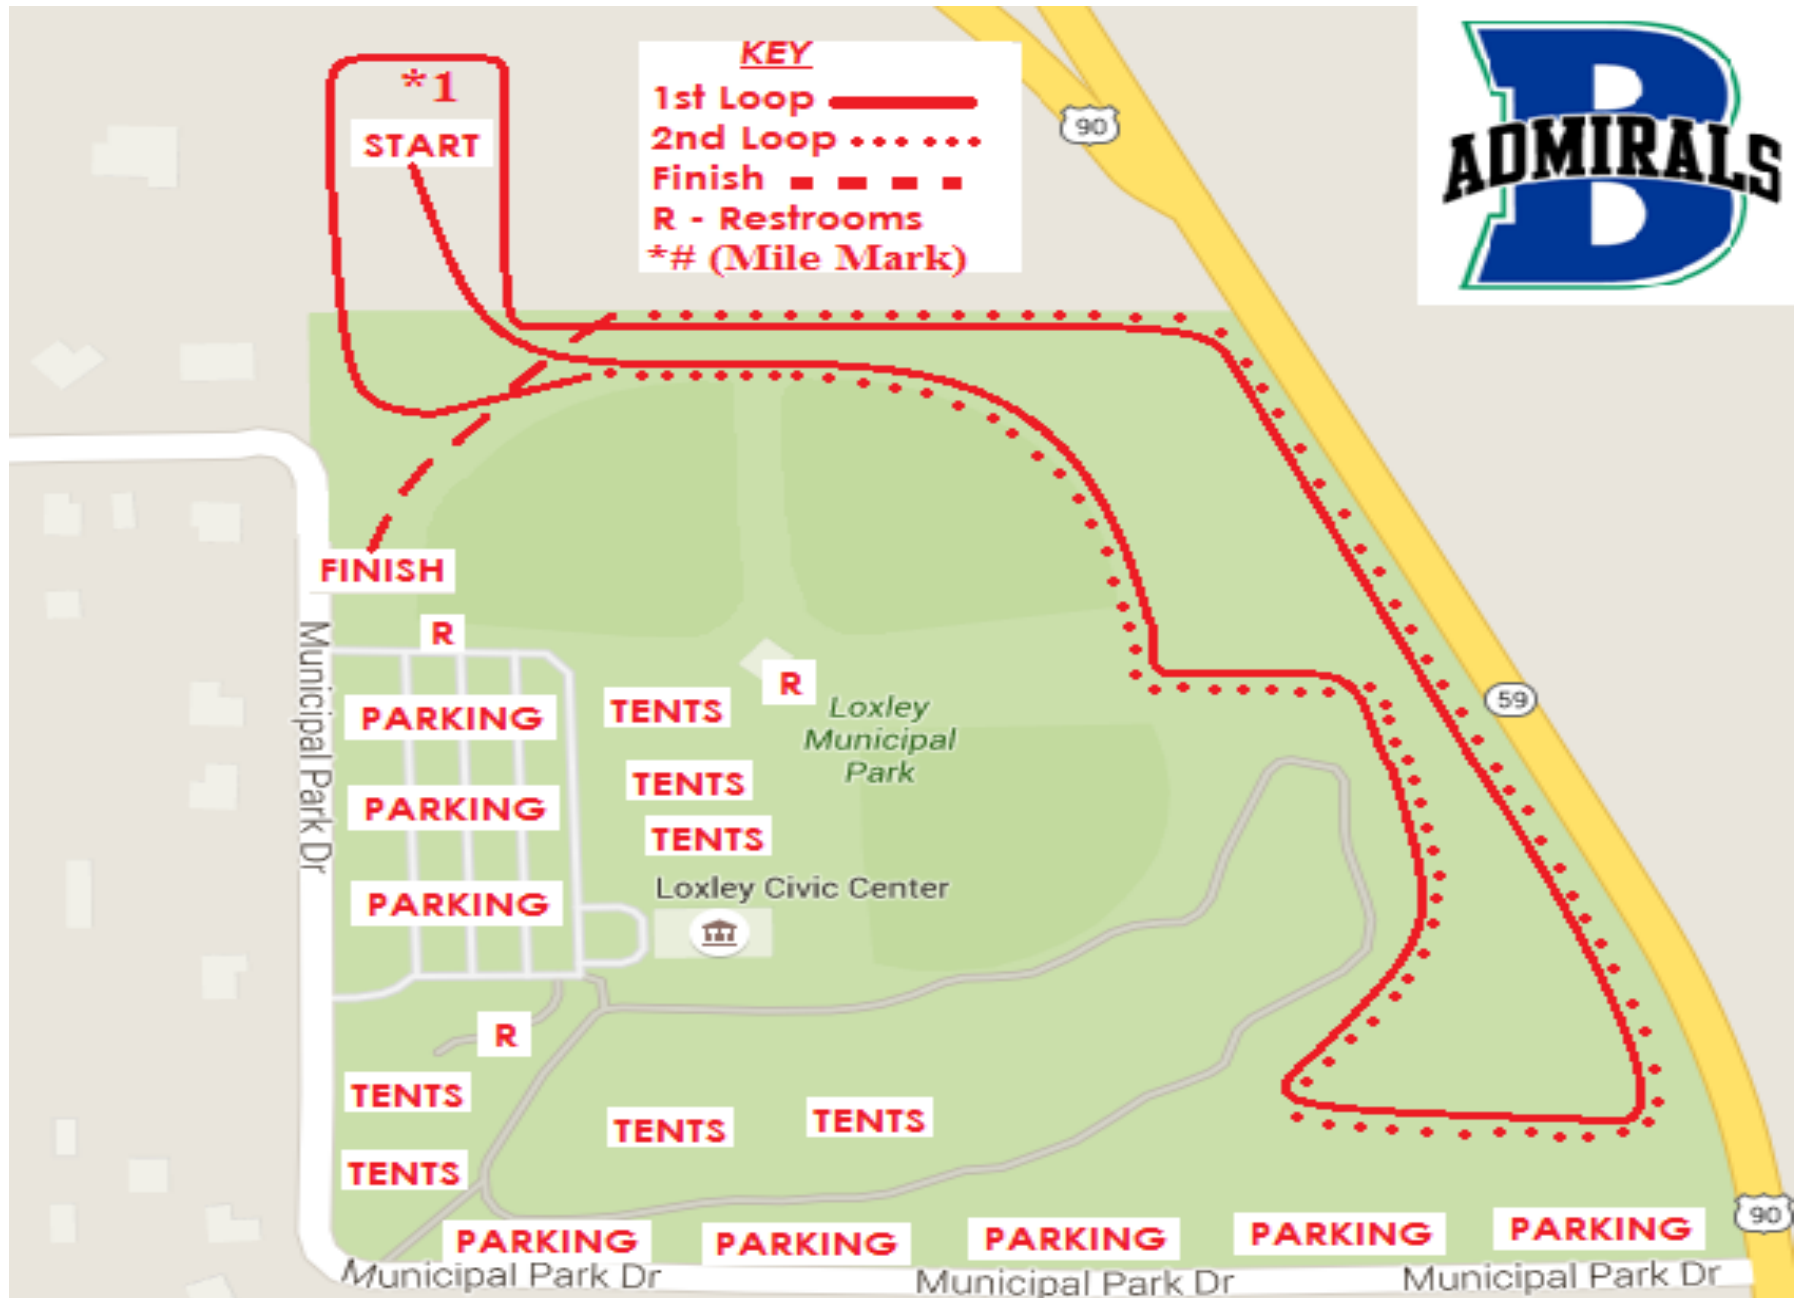 *1
START
KEY
1st Loop
2nd Loop
Finish
R - Restrooms
*# (Mile Mark)
90
B
ADMIRALS
FINISH
R
Municipal Park Dr
PARKING
TENTS
R
Loxley
Municipal
Park
59
PARKING
TENTS
TENTS
PARKING
Loxley Civic Center
R
TENTS
TENTS
TENTS
TENTS
PARKING
PARKING
PARKING
PARKING
PARKING
90
Municipal Park Dr
Municipal Park Dr
Municipal Park Dr